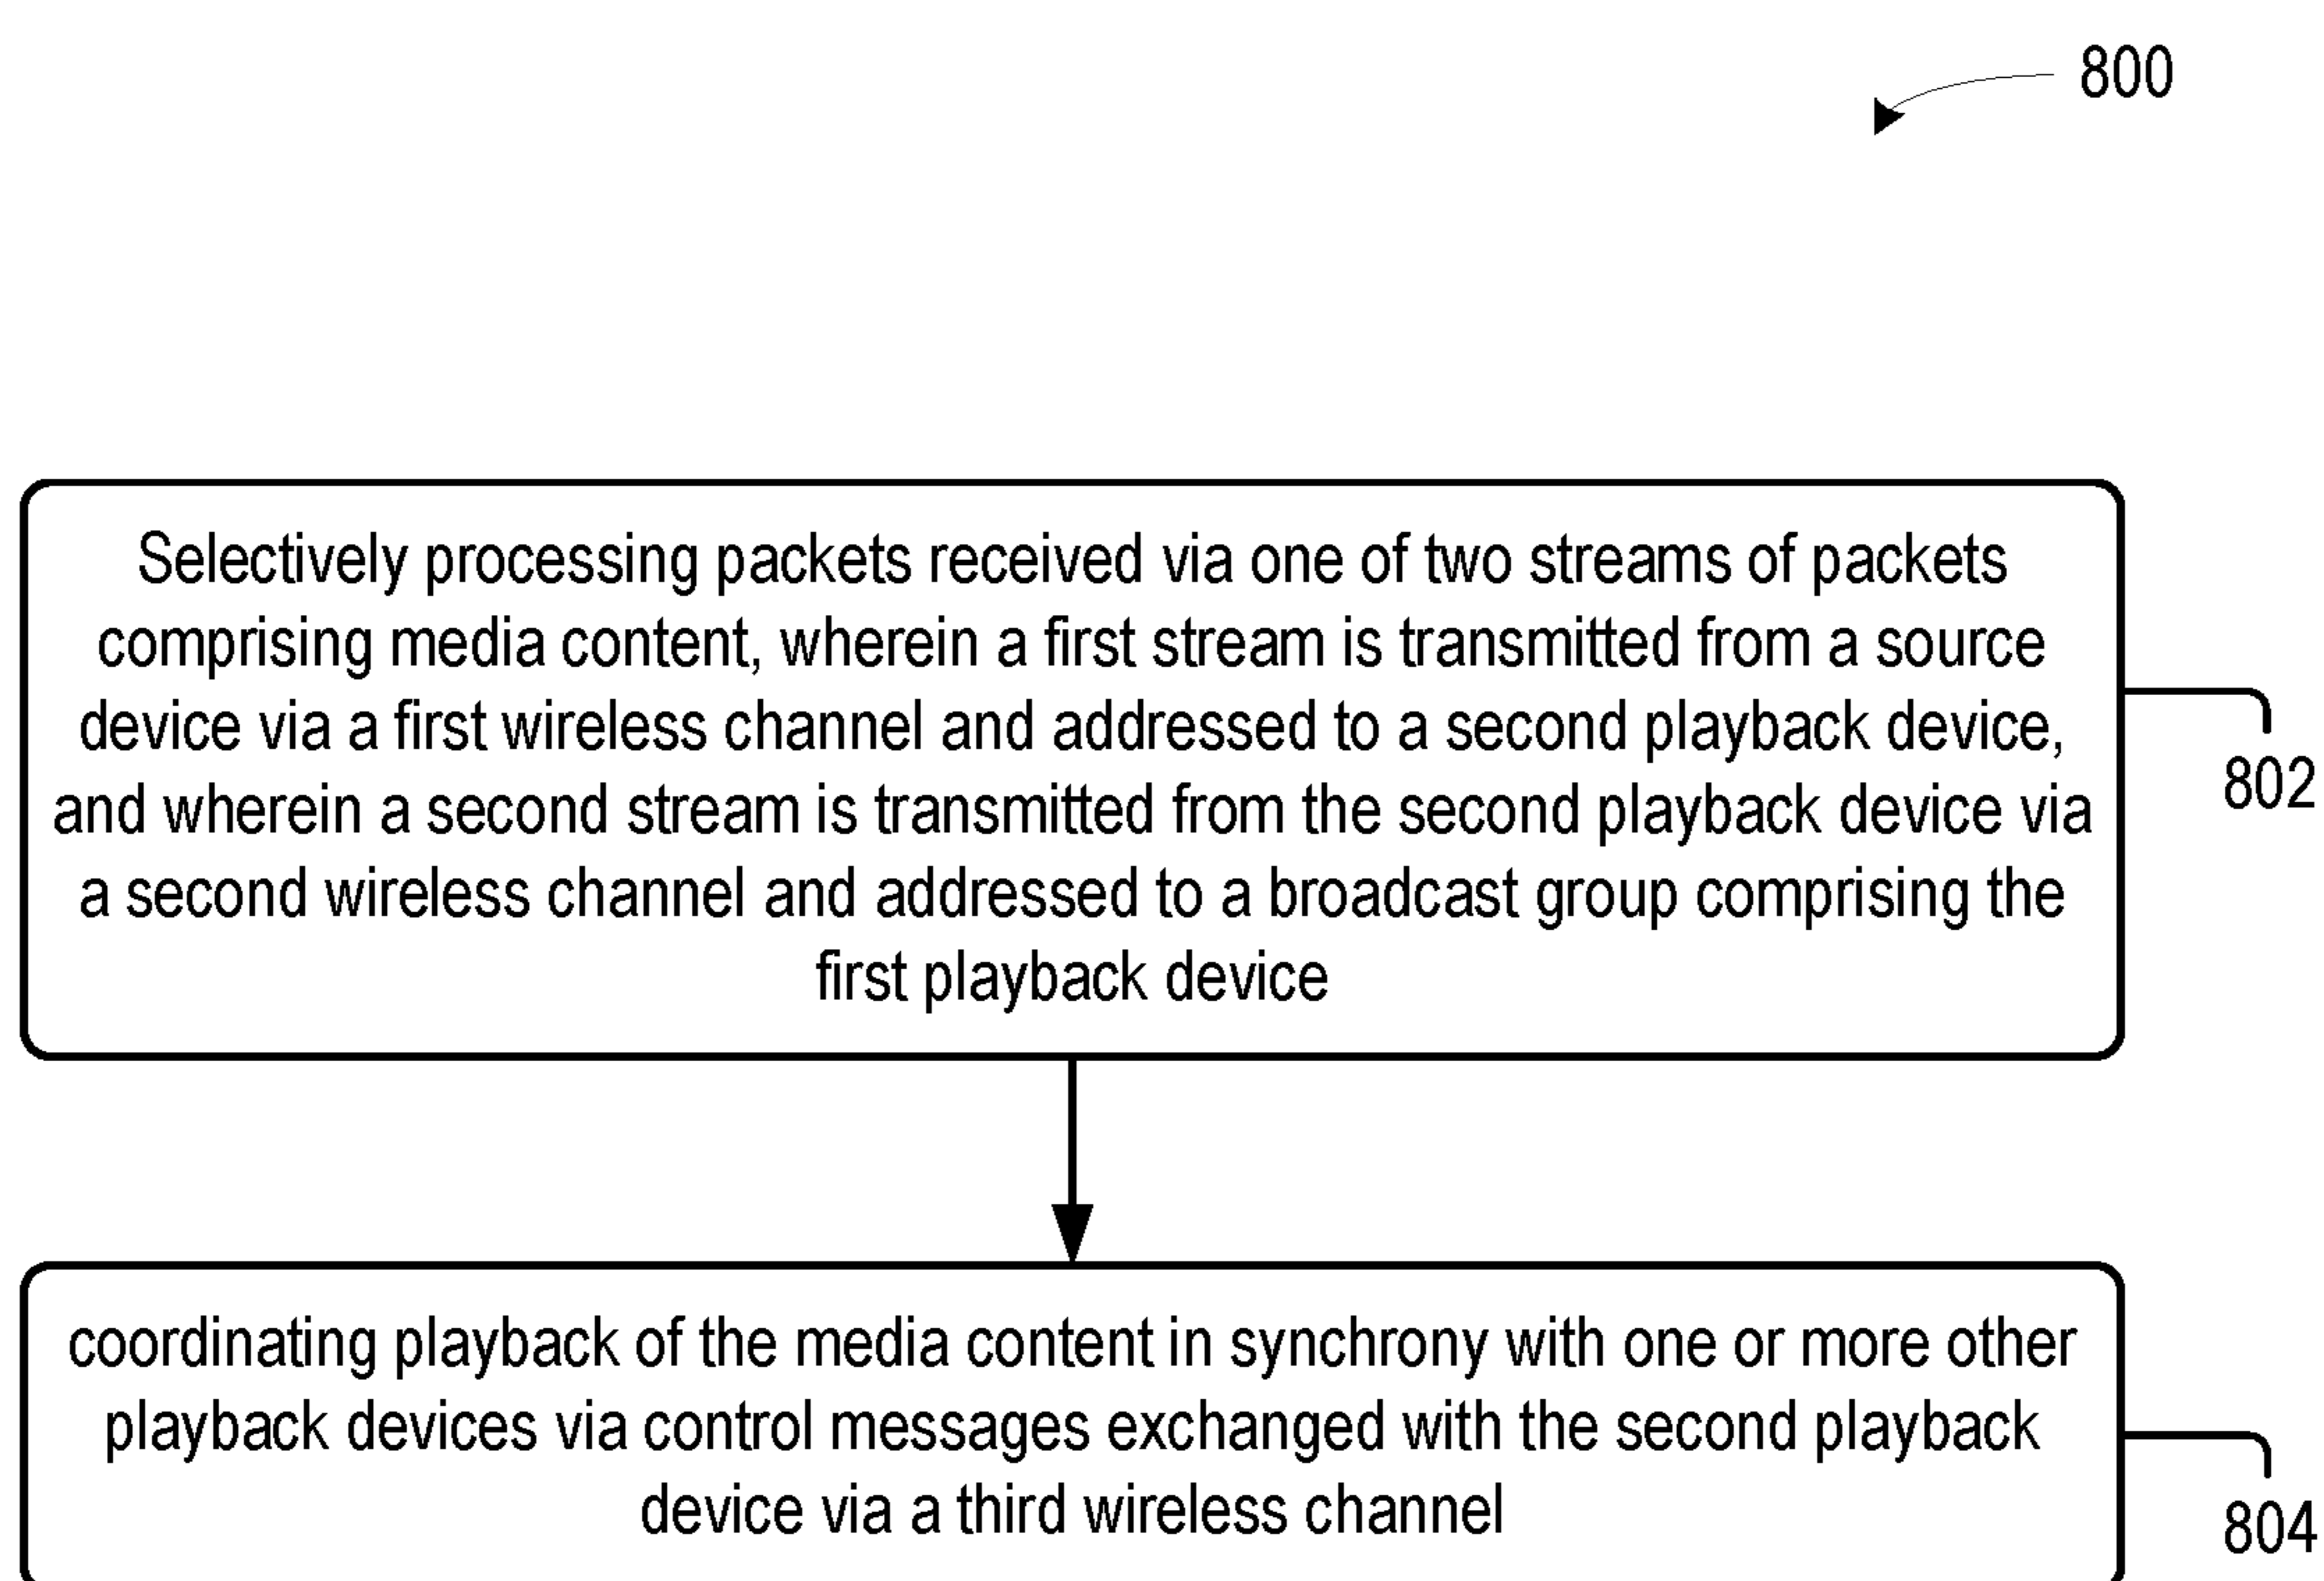 800
Selectively processing packets received via one of two streams of packets
comprising media content, wherein a first stream is transmitted from a source
device via a first wireless channel and addressed to a second playback device,
and wherein a second stream is transmitted from the second playback device via
a second wireless channel and addressed to a broadcast group comprising the
first playback device
802
coordinating playback of the media content in synchrony with one or more other
playback devices via control messages exchanged with the second playback
device via a third wireless channel
804